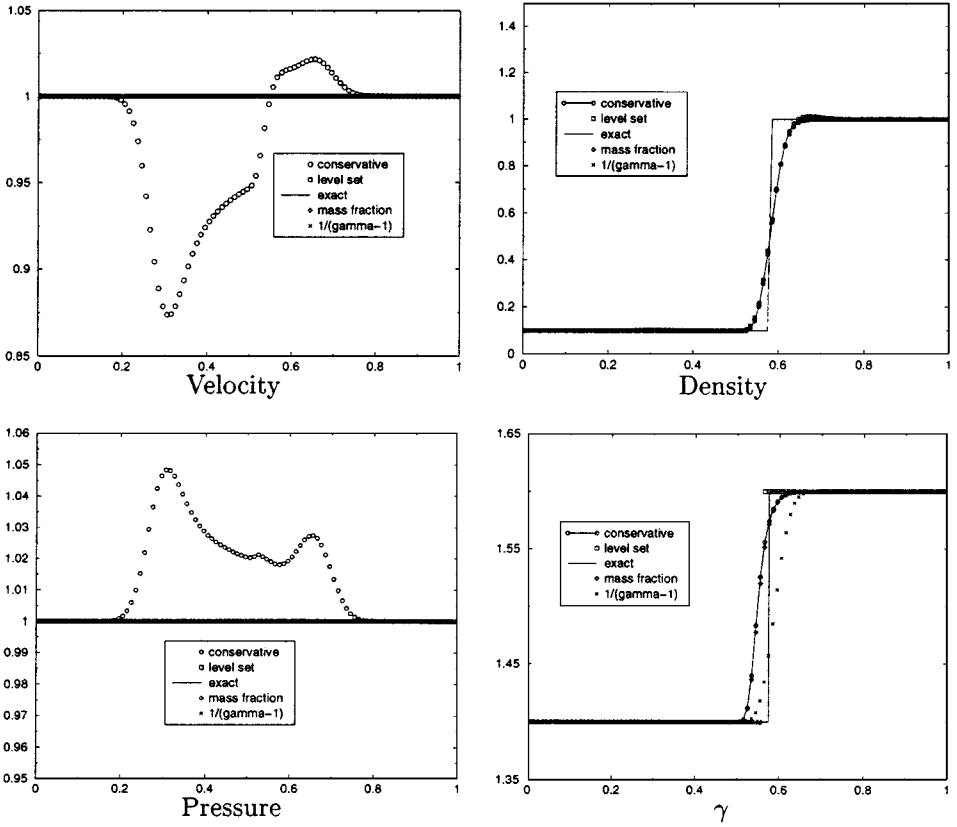 1.05
1
0.95
0.9
0.85
0
0.2
0.4
0.6
0.8
1
conservative
level set
exact
mass fraction
1/(gamma−1)
Velocity
1.4
1.2
1
0.8
0.6
0.4
0.2
0
0
0.2
0.4
0.6
0.8
1
conservative
level set
exact
mass fraction
1/(gamma−1)
Density
1.06
1.05
1.04
1.03
1.02
1.01
1
0.99
0.98
0.97
0.96
0.95
0
0.2
0.4
0.6
0.8
1
conservative
level set
exact
mass fraction
1/(gamma−1)
Pressure
1.65
1.55
1.45
1.35
0
0.2
0.4
0.6
0.8
1
conservative
level set
exact
mass fraction
1/(gamma−1)
γ